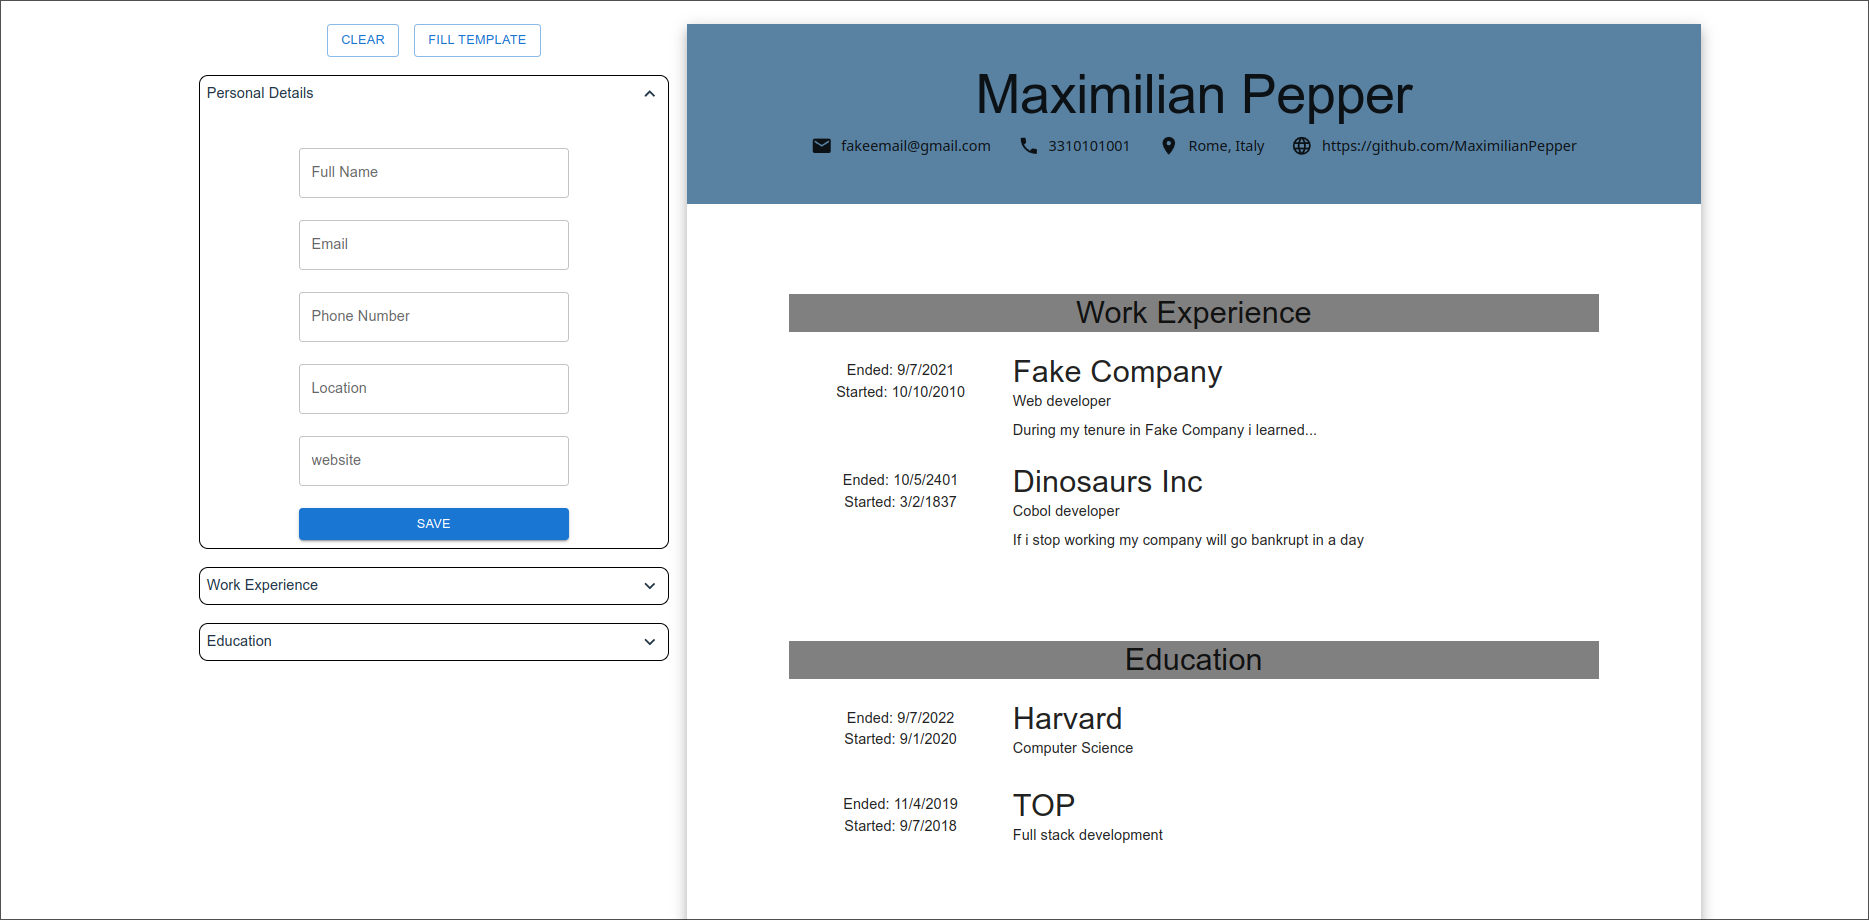 CLEAR FILL TEMPLATE
Personal Details
Full Name
Email
Phone Number
Location
website
SAVE
Work Experience
Education
Maximilian Pepper
fakeemail@gmail.com 3310101001 Rome, Italy https://github.com/MaximilianPepper
Work Experience
Ended: 9/7/2021
Started: 10/10/2010
Fake Company
Web developer
During my tenure in Fake Company i learned...
Ended: 10/5/2401
Started: 3/2/1837
Dinosaurs Inc
Cobol developer
If i stop working my company will go bankrupt in a day
Education
Ended: 9/7/2022
Started: 9/1/2020
Harvard
Computer Science
Ended: 11/4/2019
Started: 9/7/2018
TOP
Full stack development